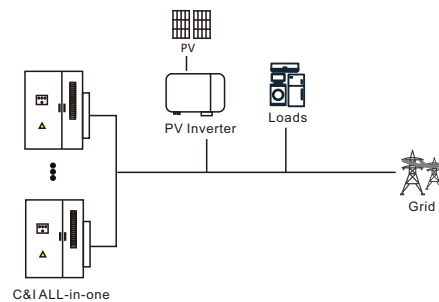 PV
PV Inverter
Loads
Grid
C&I ALL-in-one